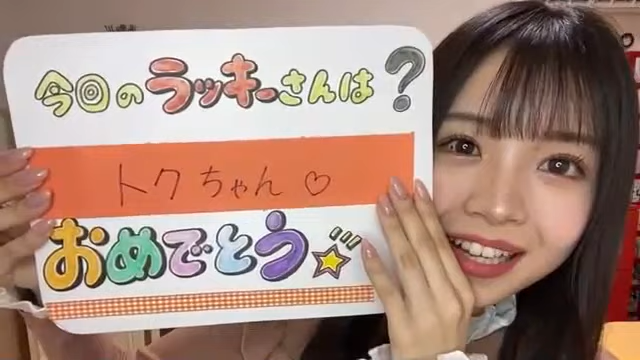 今回のラッキーさんは?
トクちゃん♡
おめでとう